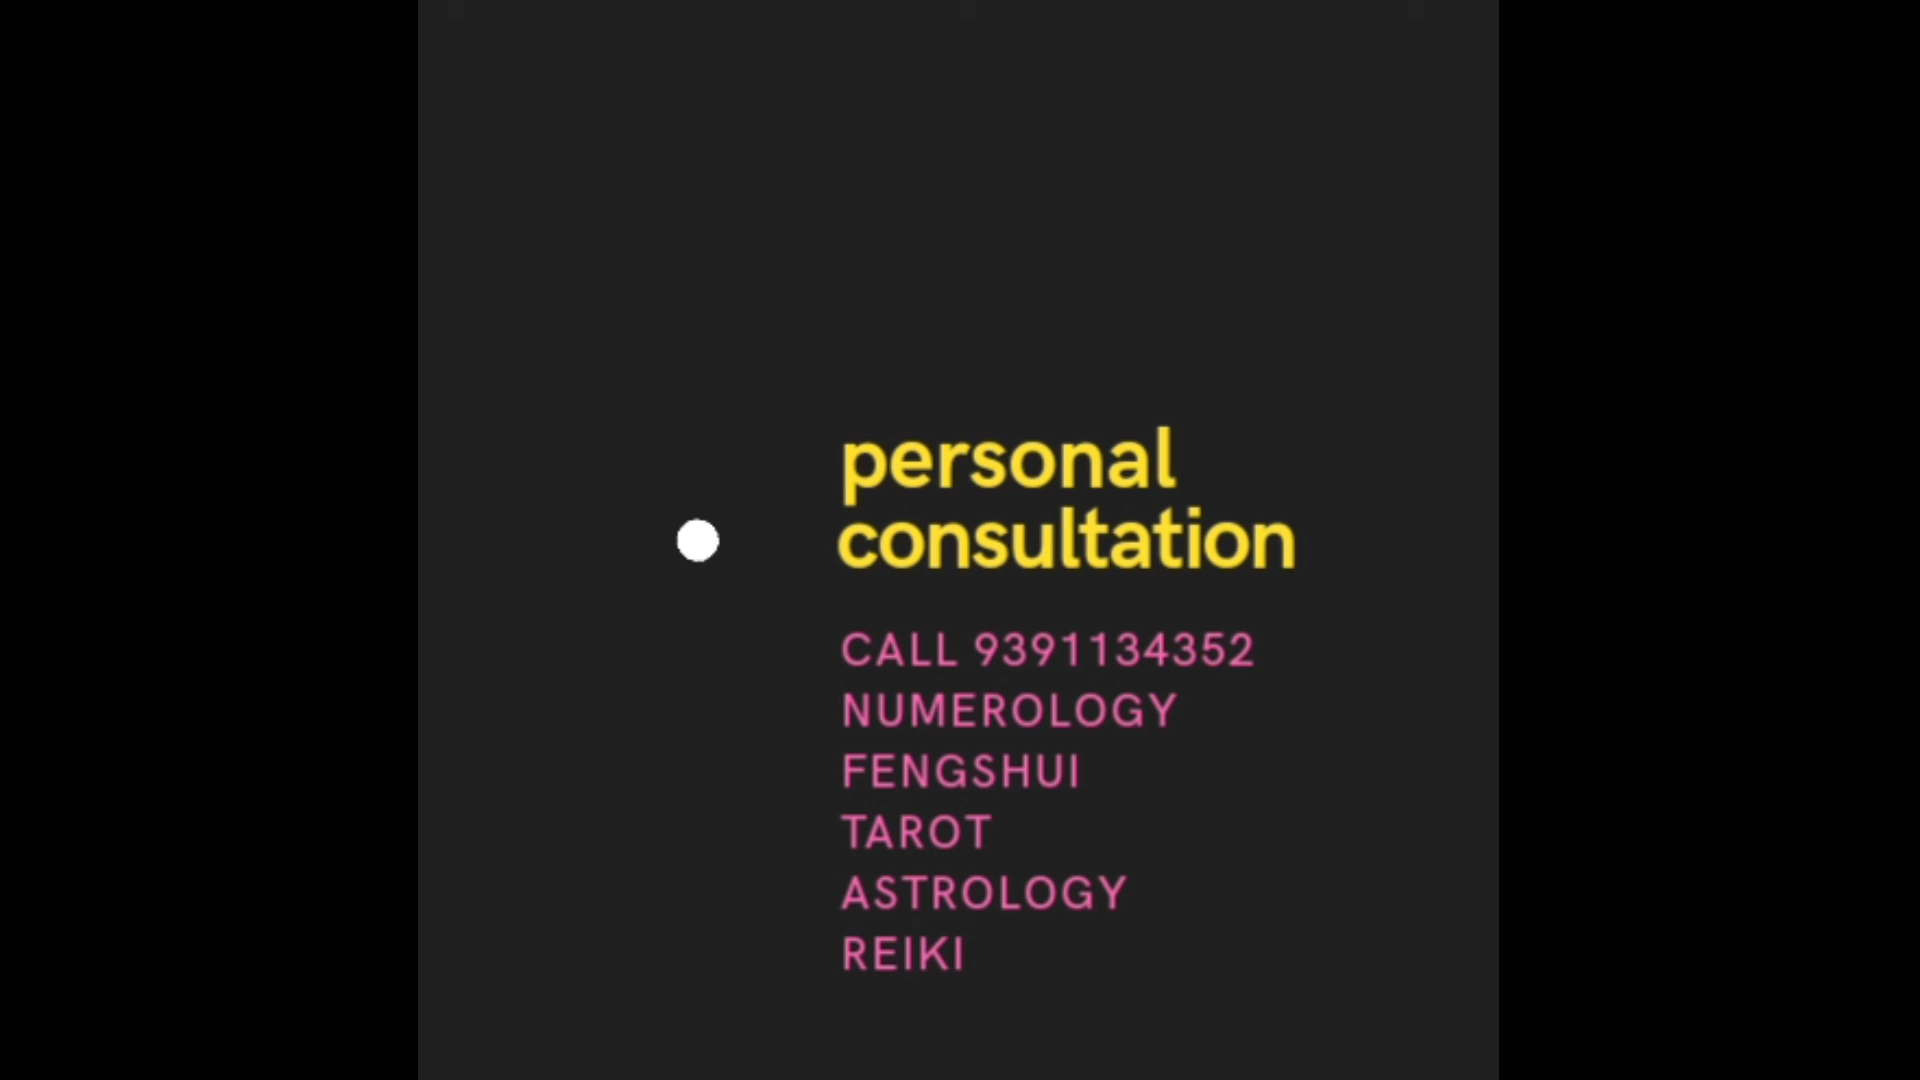 personal
consultation
CALL 9391134352
NUMEROLOGY
FENGSHUI
TAROT
ASTROLOGY
REIKI